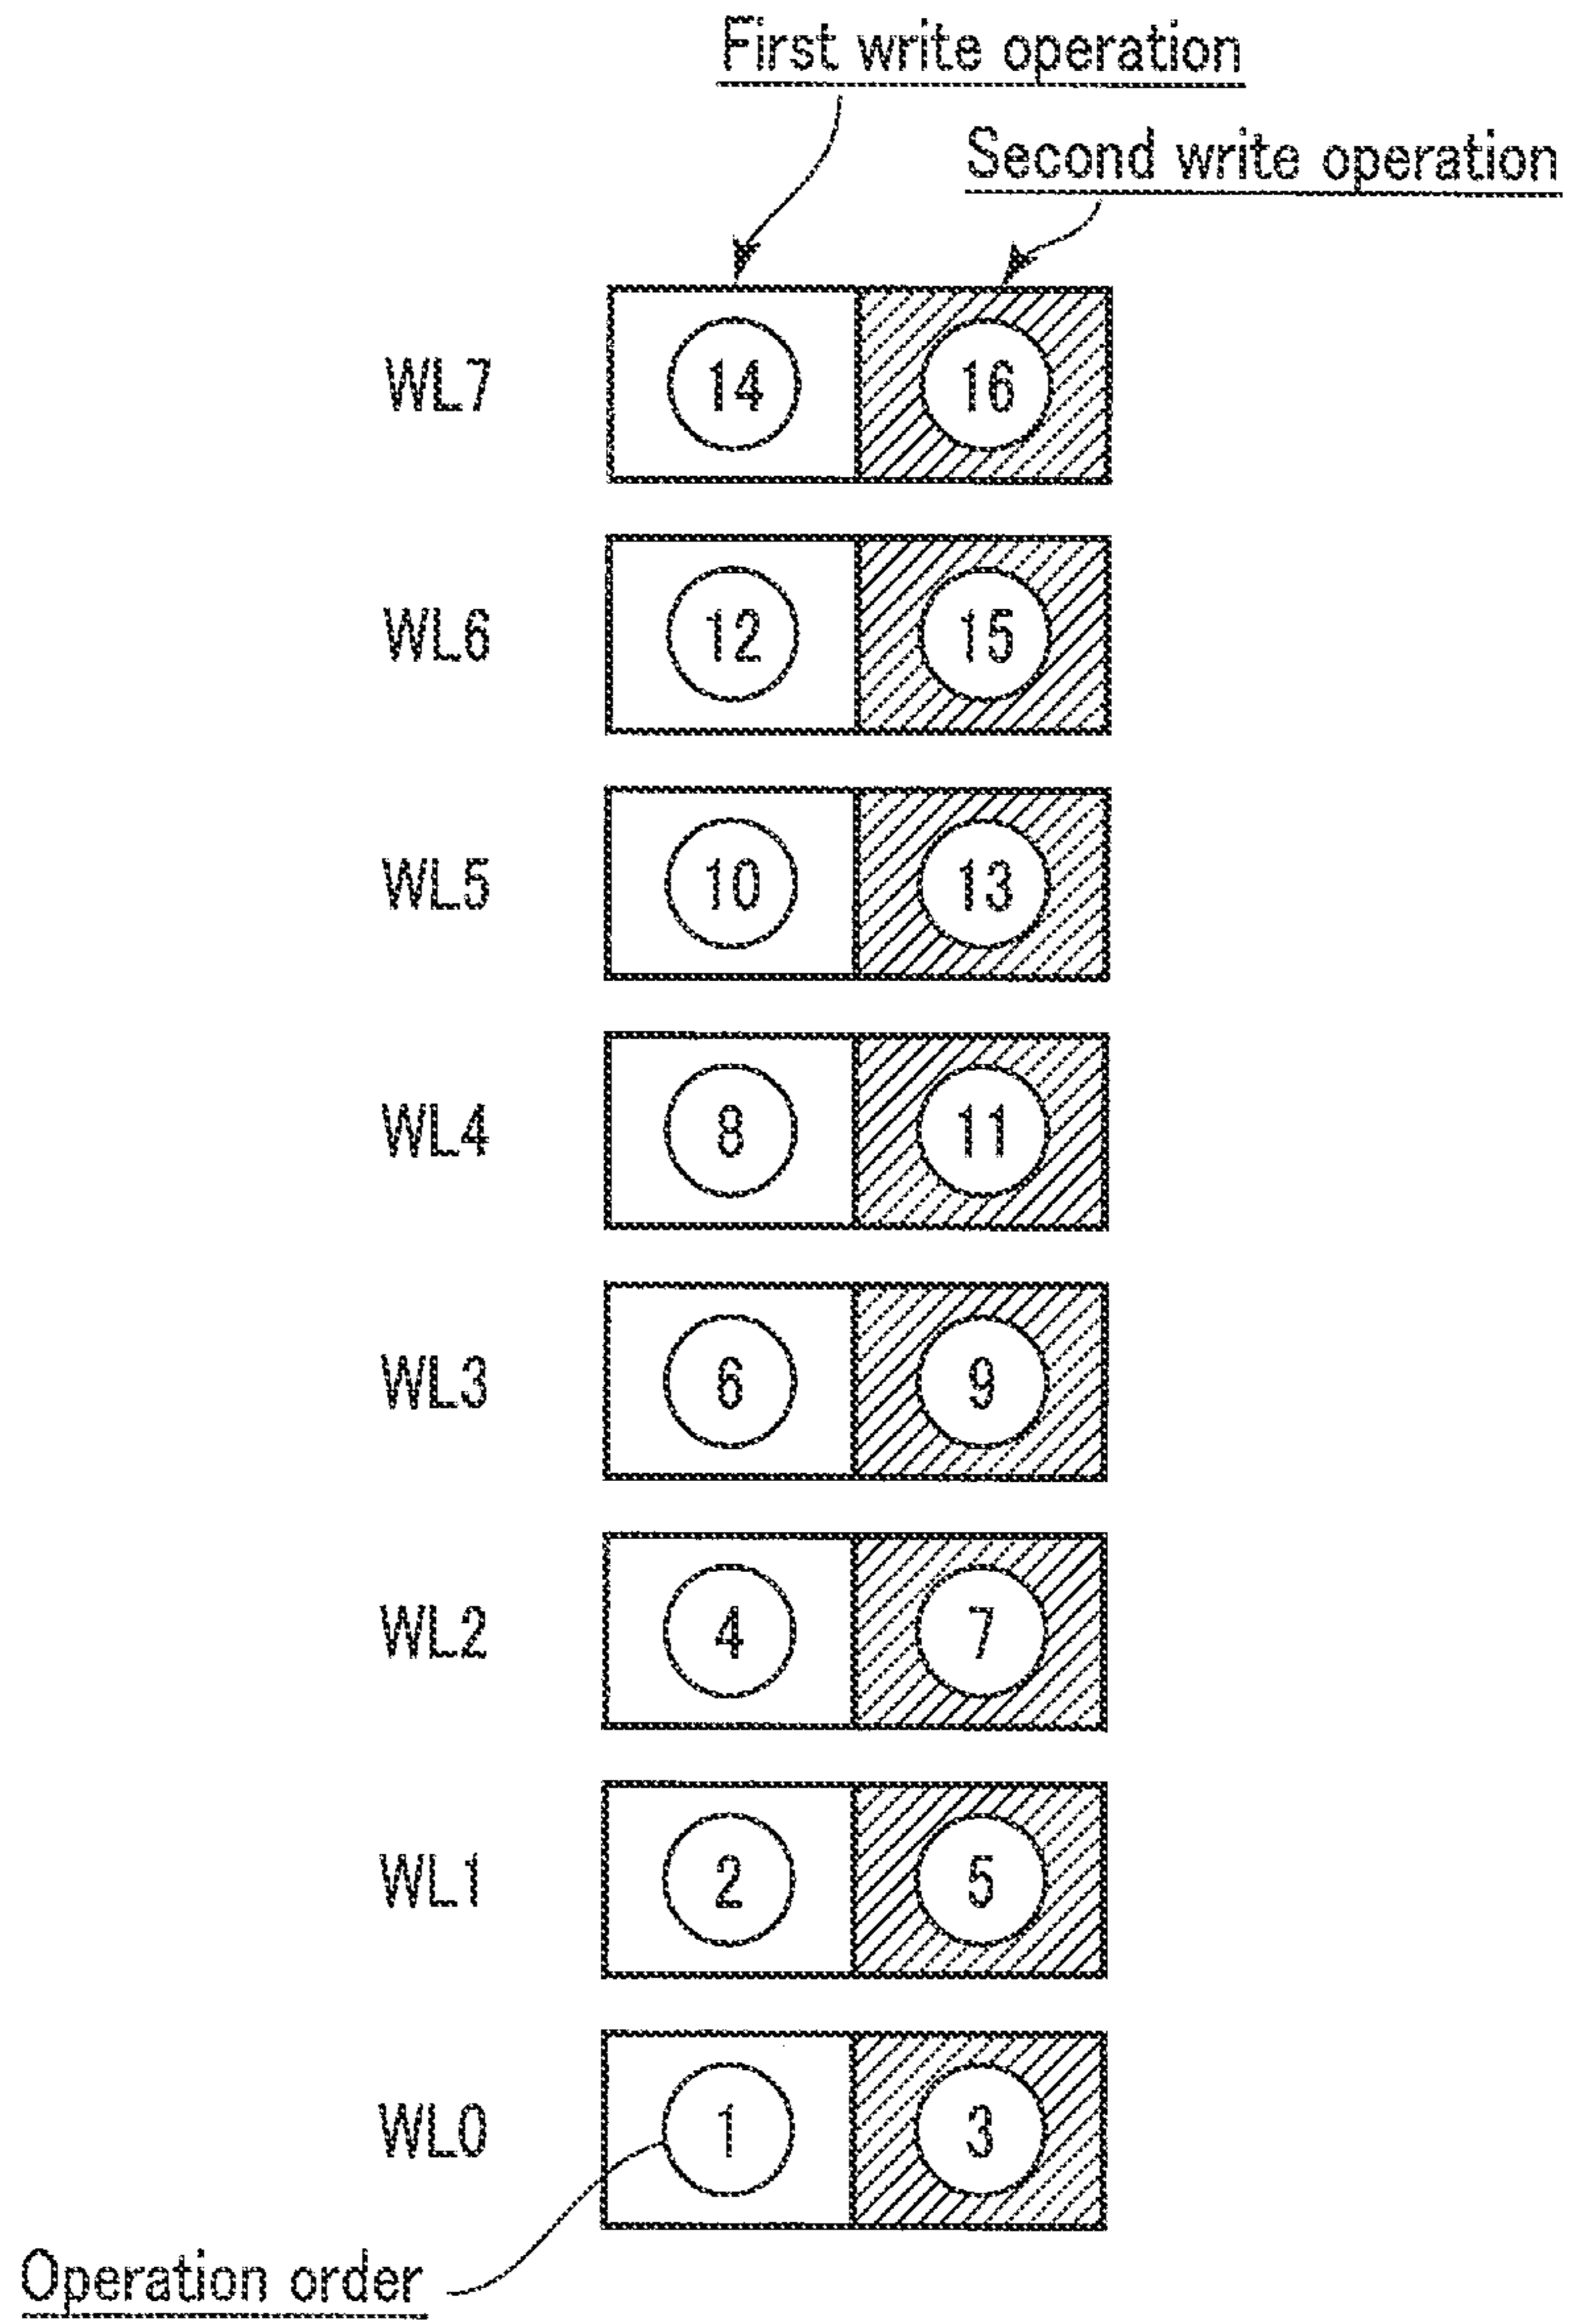 First write operation
Second write operation
WL7 14 16
WL6 12 15
WL5 10 13
WL4 8 11
WL3 6 9
WL2 4 7
WL1 2 5
WL0 1 3
Operation order